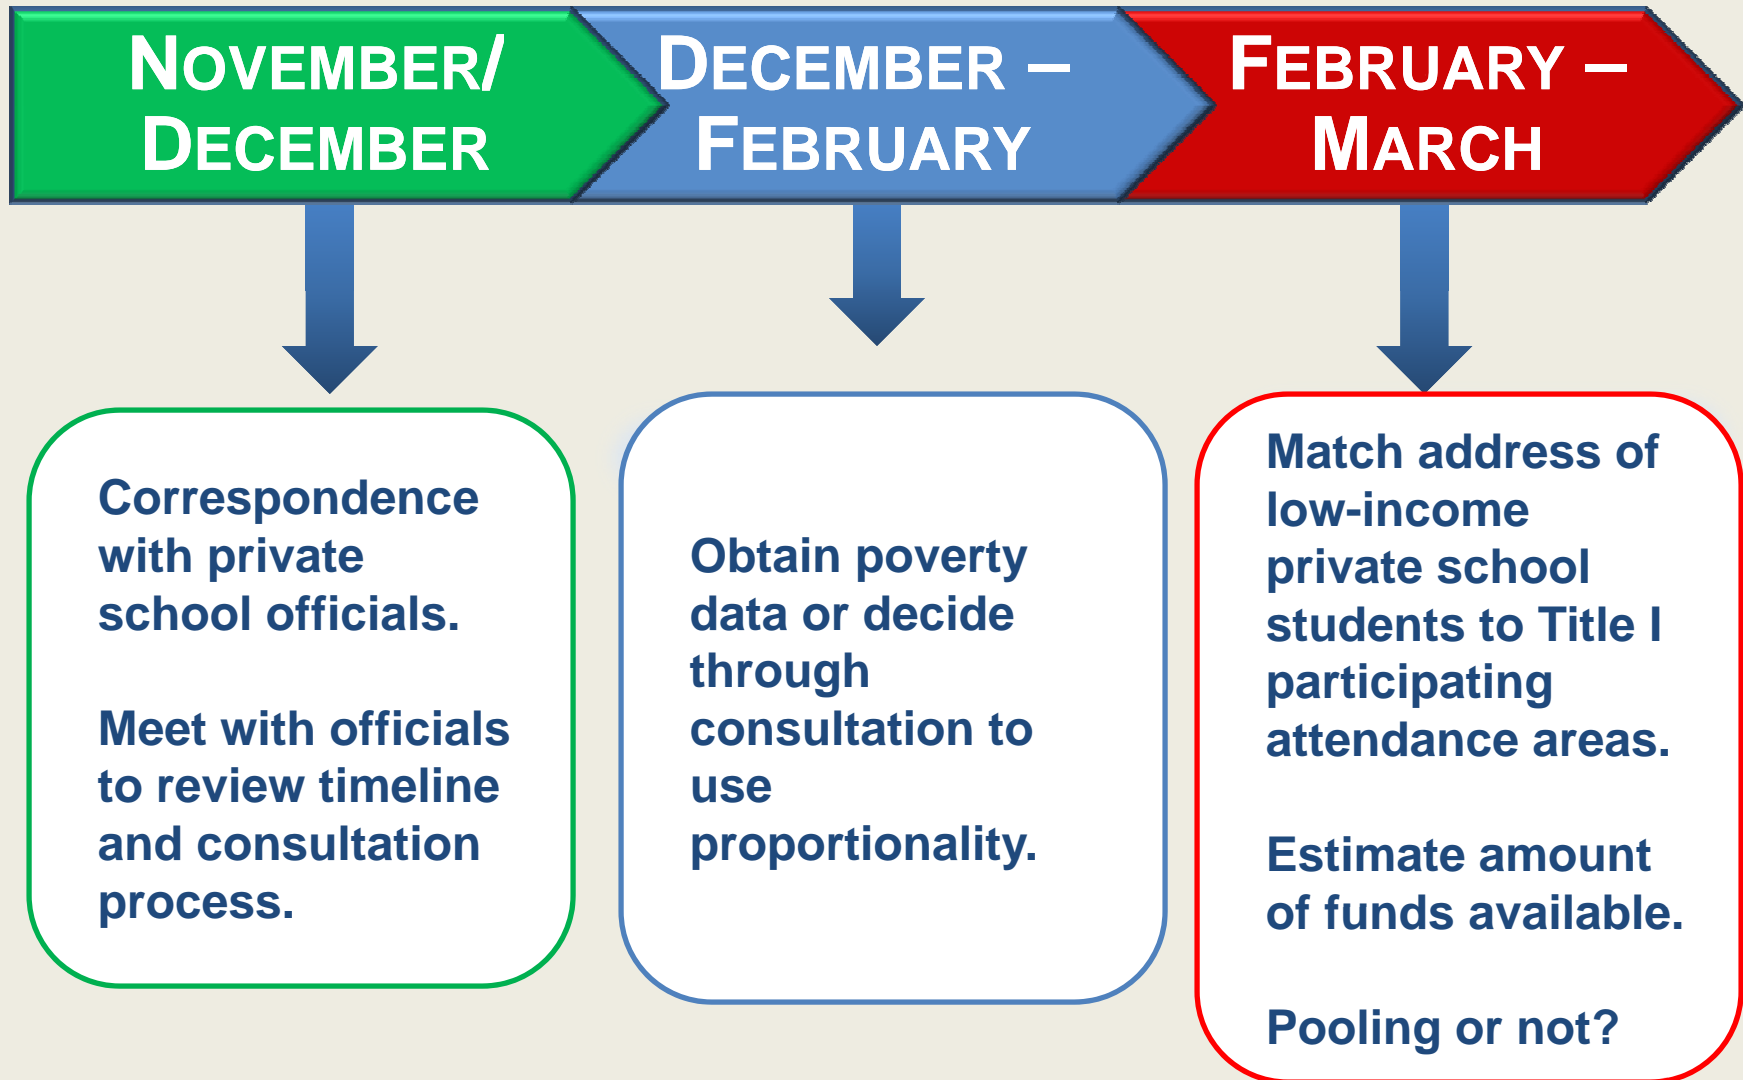 NOVEMBER/
DECEMBER
DECEMBER –
FEBRUARY
FEBRUARY –
MARCH
Correspondence
with private
school officials.
Meet with officials
to review timeline
and consultation
process.
Obtain poverty
data or decide
through
consultation to
use
proportionality.
Match address of
low-income
private school
students to Title I
participating
attendance areas.
Estimate amount
of funds available.
Pooling or not?